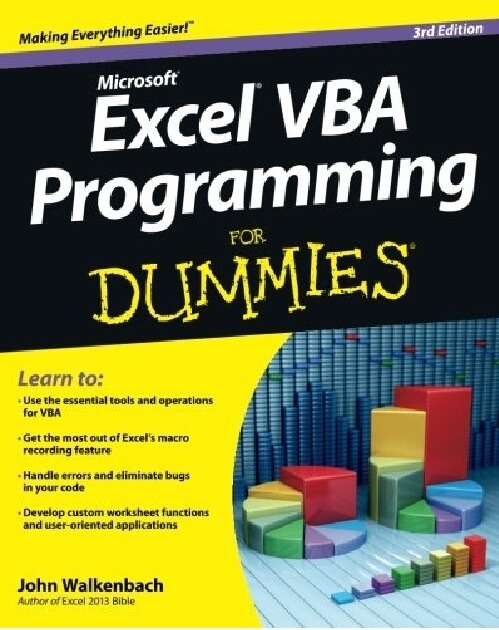 Making Everything Easier!™
3rd Edition
Microsoft®
Excel® VBA
Programming
FOR
DUMMIES®
Learn to:
• Use the essential tools and operations
for VBA
• Get the most out of Excel's macro
recording feature
• Handle errors and eliminate bugs
in your code
• Develop custom worksheet functions
and user-oriented applications
John Walkenbach
Author of Excel 2013 Bible